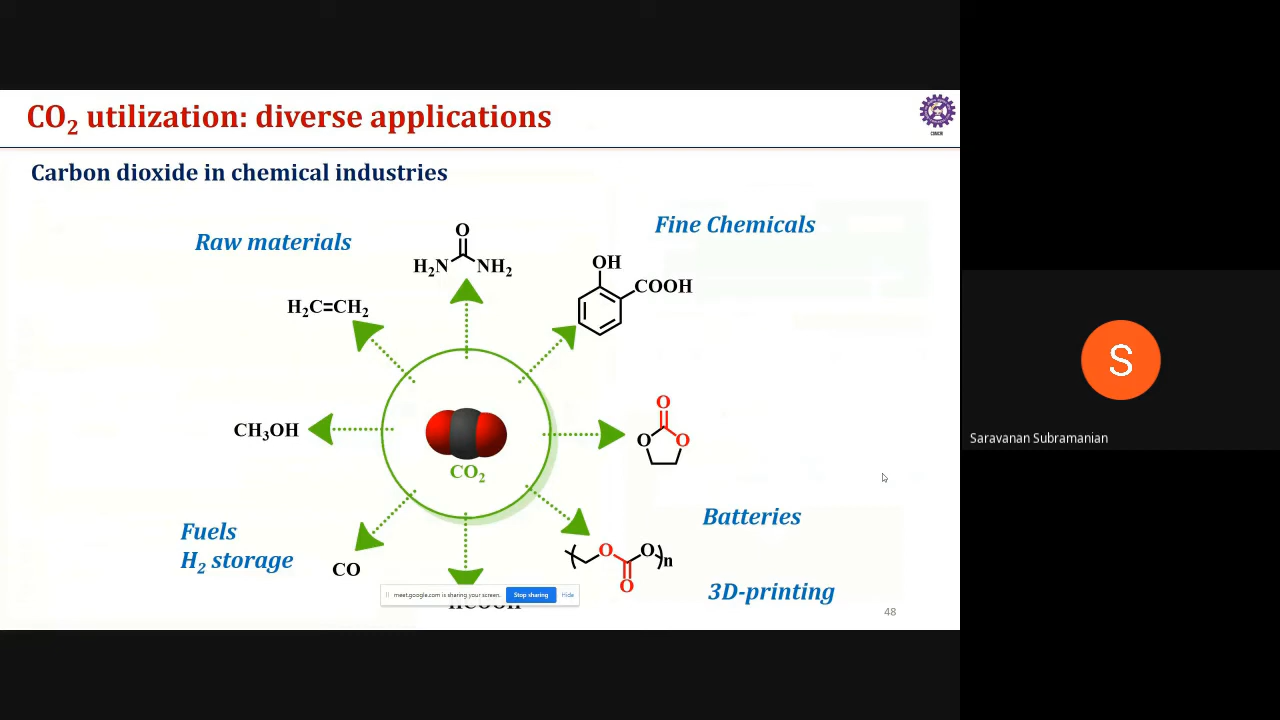 CO2 utilization: diverse applications
Carbon dioxide in chemical industries
Raw materials
Fine Chemicals
O
H2N NH2
OH
COOH
H2C=CH2
CH3OH
CO2
O
O O
Fuels
H2 storage
CO
Batteries
O O
n
O
3D-printing
meet.google.com is sharing your screen. Stop sharing Hide
HCOOH
48
S
Saravanan Subramanian